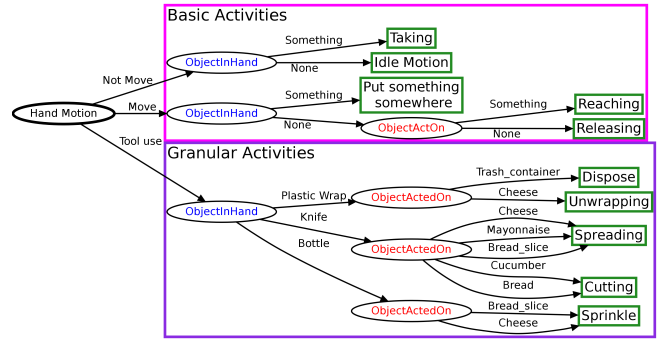 Basic Activities
Something
Taking
ObjectInHand
Idle Motion
None
Not Move
Put something
somewhere
Something
Hand Motion
Move
ObjectInHand
None
ObjectActOn
Something
Reaching
None
Releasing
Tool use
Granular Activities
Trash_container
Dispose
Plastic Wrap
ObjectActedOn
Cheese
Unwrapping
ObjectInHand
Knife
Cheese
Mayonnaise
Spreading
Bottle
ObjectActedOn
Bread_slice
Cucumber
Bread
Cutting
Bread_slice
ObjectActedOn
Sprinkle
Cheese